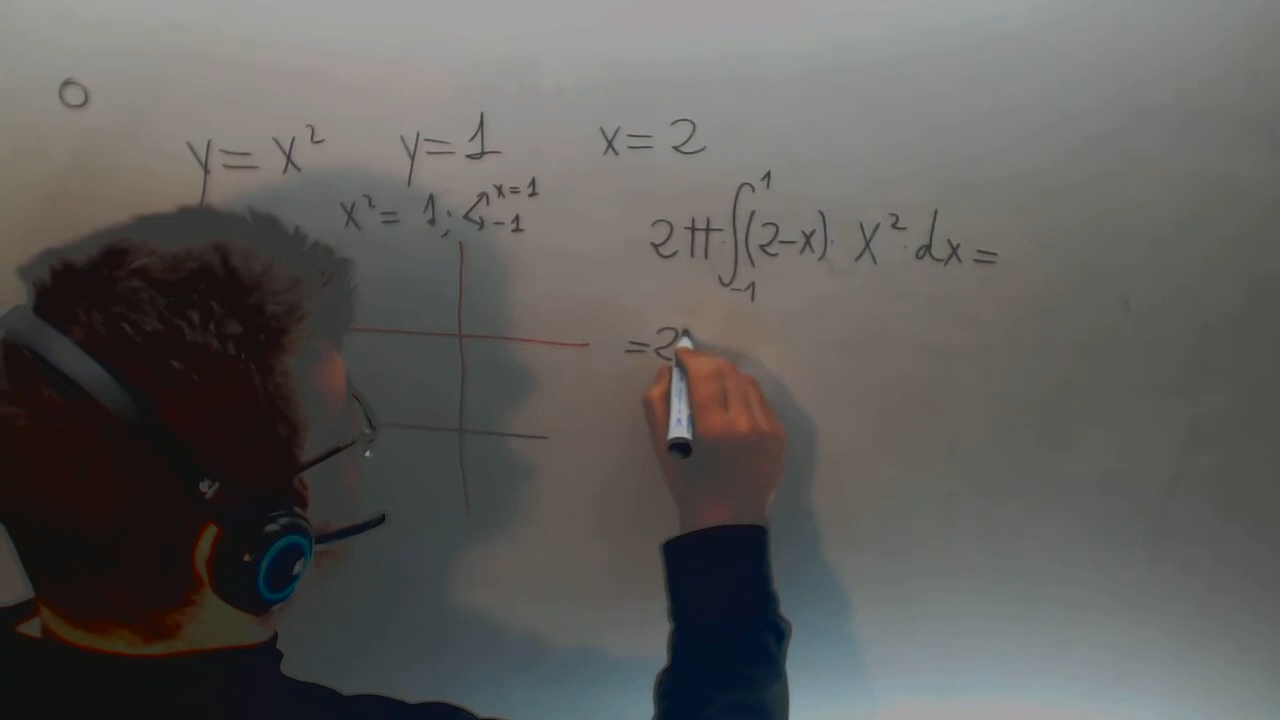 y = x² y = 1 x = 2
x² = 1; x = 1
-1
2π · ∫₋₁¹ (2-x) · x² · dx =
= 2